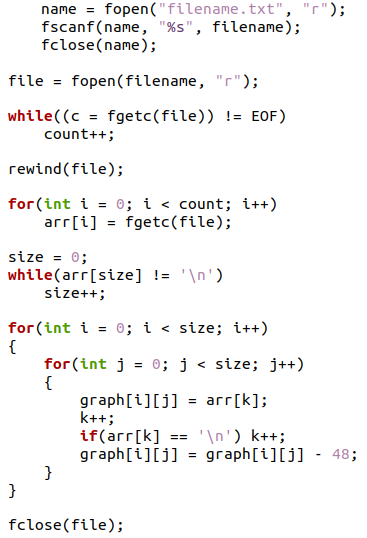 name = fopen("filename.txt", "r");
    fscanf(name, "%s", filename);
    fclose(name);

file = fopen(filename, "r");

while((c = fgetc(file)) != EOF)
    count++;

rewind(file);

for(int i = 0; i < count; i++)
    arr[i] = fgetc(file);

size = 0;
while(arr[size] != '\n')
    size++;

for(int i = 0; i < size; i++)
{
    for(int j = 0; j < size; j++)
    {
        graph[i][j] = arr[k];
        k++;
        if(arr[k] == '\n') k++;
        graph[i][j] = graph[i][j] - 48;
    }
}

fclose(file);